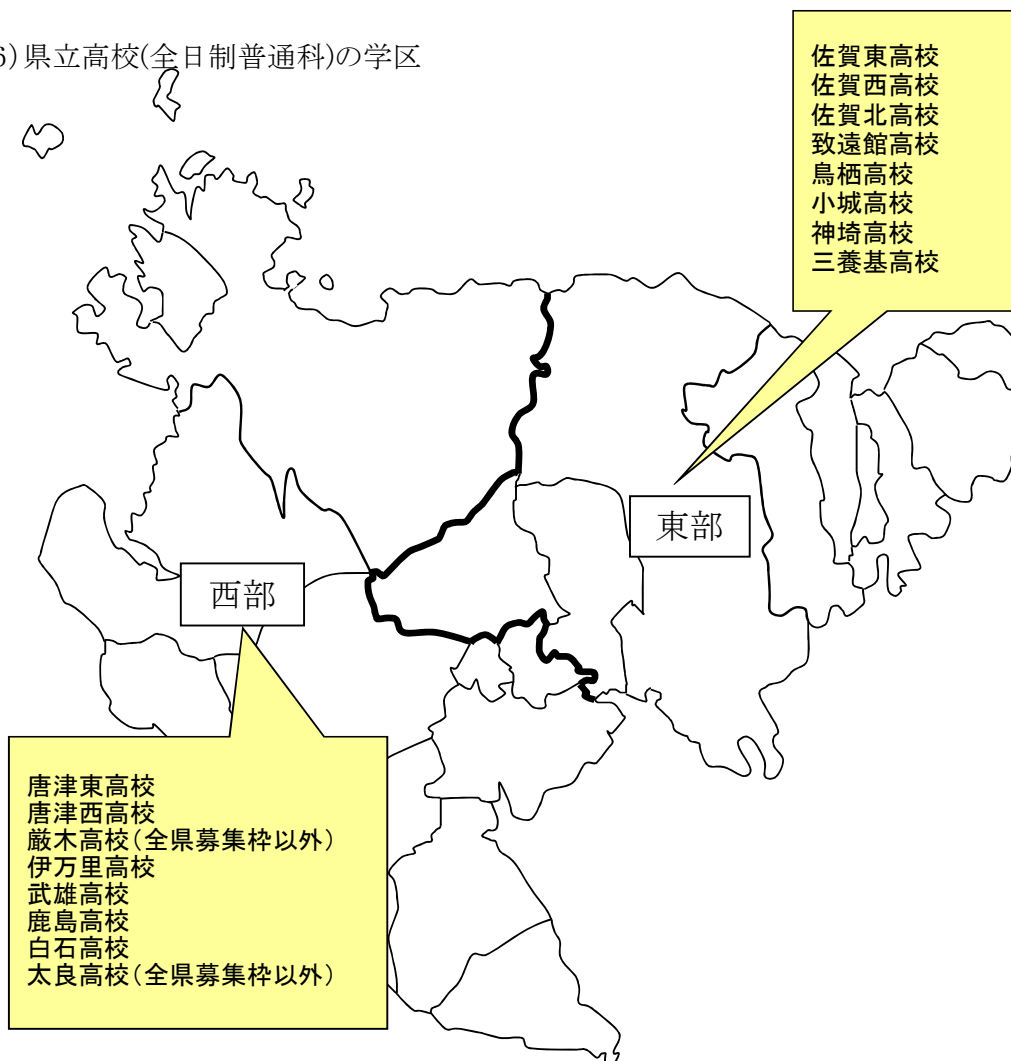 6)県立高校(全日制普通科)の学区
佐賀東高校
佐賀西高校
佐賀北高校
致遠館高校
鳥栖高校
小城高校
神埼高校
三養基高校
東部
西部
唐津東高校
唐津西高校
厳木高校(全県募集枠以外)
伊万里高校
武雄高校
鹿島高校
白石高校
太良高校(全県募集枠以外)